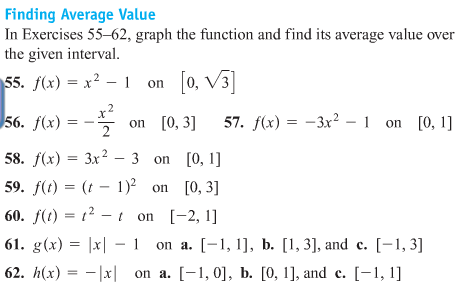 Finding Average Value
In Exercises 55–62, graph the function and find its average value over
the given interval.
55. f(x) = x² − 1 on [0, √3]
56. f(x) = −x²/2 on [0, 3] 57. f(x) = −3x² − 1 on [0, 1]
58. f(x) = 3x² − 3 on [0, 1]
59. f(t) = (t − 1)² on [0, 3]
60. f(t) = t² − t on [−2, 1]
61. g(x) = |x| − 1 on a. [−1, 1], b. [1, 3], and c. [−1, 3]
62. h(x) = −|x| on a. [−1, 0], b. [0, 1], and c. [−1, 1]